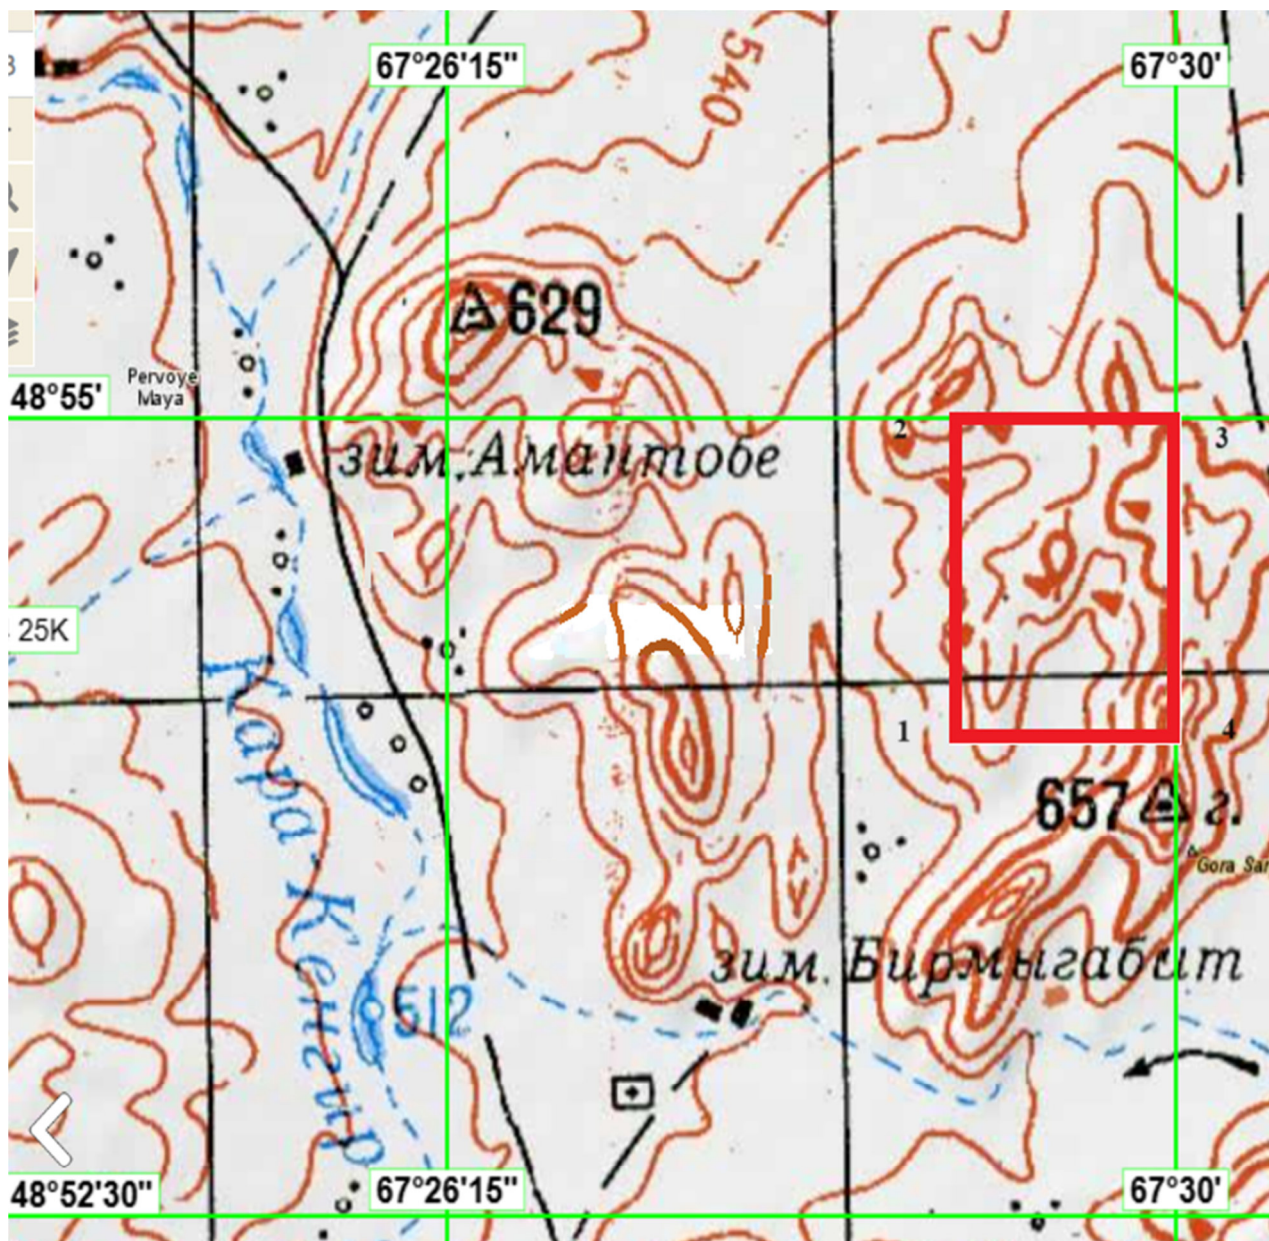 67°26'15"
67°30'
540
629
48°55'
Pervoye
Maya
зим. Амантобе
2
3
25K
1
4
Кара-Кенгир
657
г.
Gora Sar
зим. Бирмынгабит
512
48°52'30"
67°26'15"
67°30'